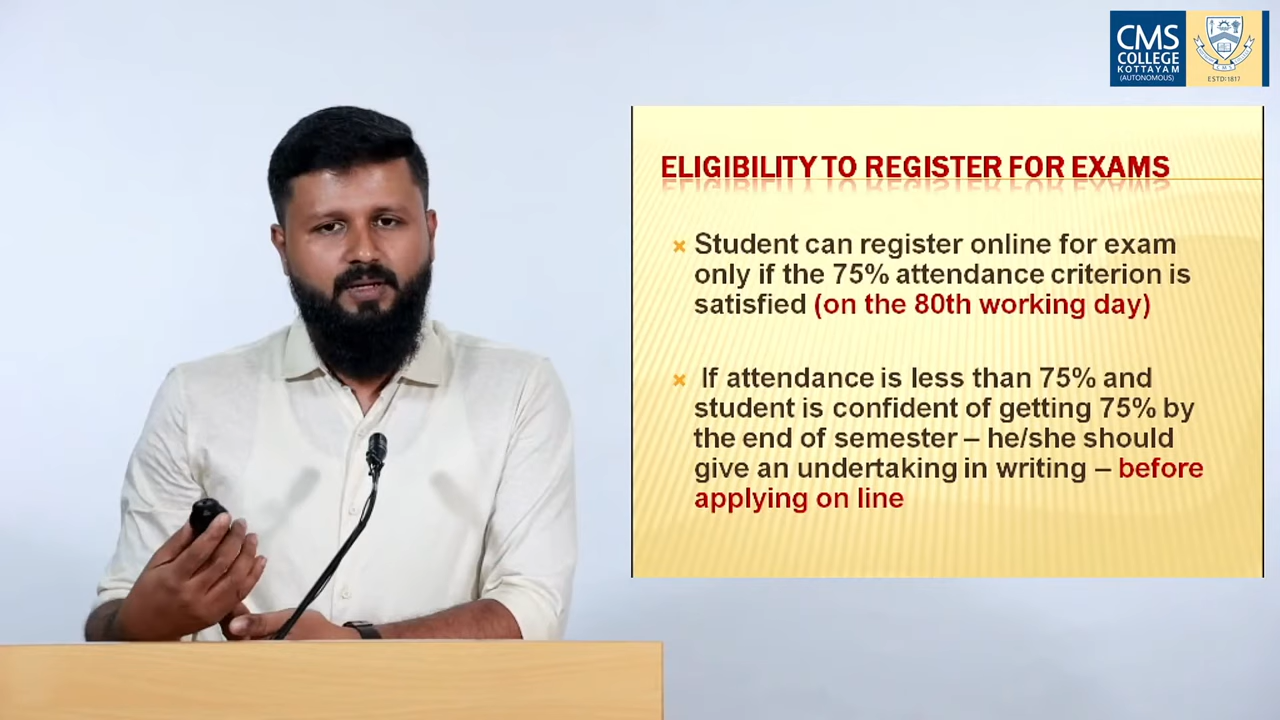 CMS
COLLEGE
KOTTAYAM
(AUTONOMOUS)
ESTD:1817
ELIGIBILITY TO REGISTER FOR EXAMS
Student can register online for exam
only if the 75% attendance criterion is
satisfied (on the 80th working day)
If attendance is less than 75% and
student is confident of getting 75% by
the end of semester – he/she should
give an undertaking in writing – before
applying on line